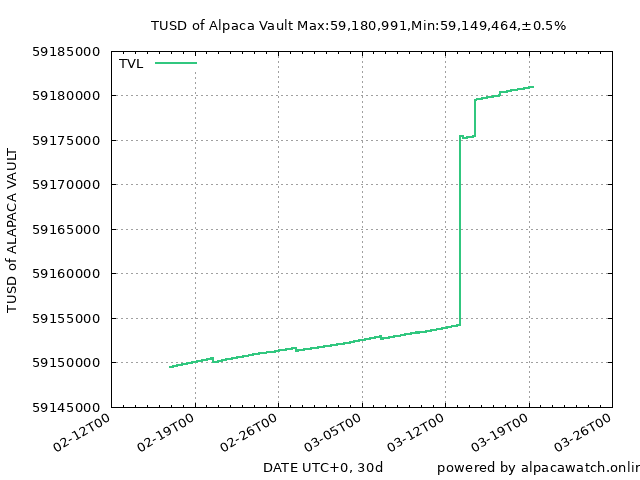 TUSD of Alpaca Vault Max:59,180,991,Min:59,149,464,±0.5%
59185000
TVL
59180000
59175000
59170000
59165000
59160000
59155000
59150000
59145000
TUSD of ALAPACA VAULT
02-12T00
02-19T00
02-26T00
03-05T00
03-12T00
03-19T00
03-26T00
DATE UTC+0, 30d
powered by alpacawatch.onlin